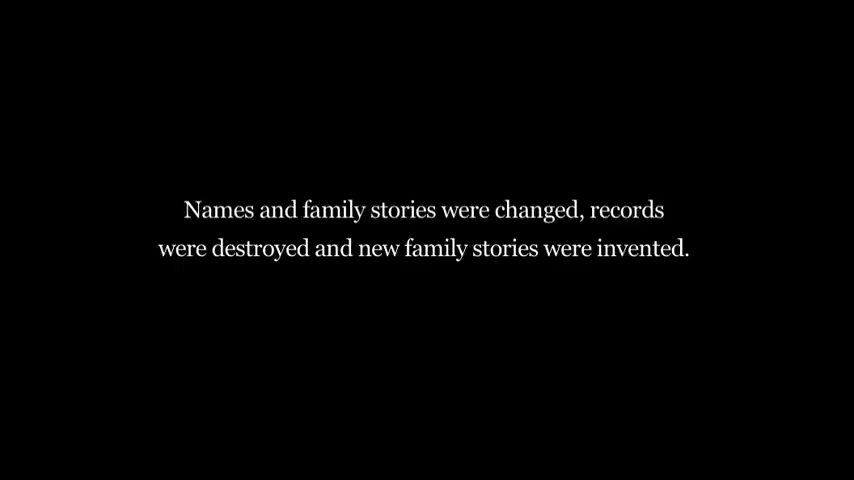 Names and family stories were changed, records
were destroyed and new family stories were invented.